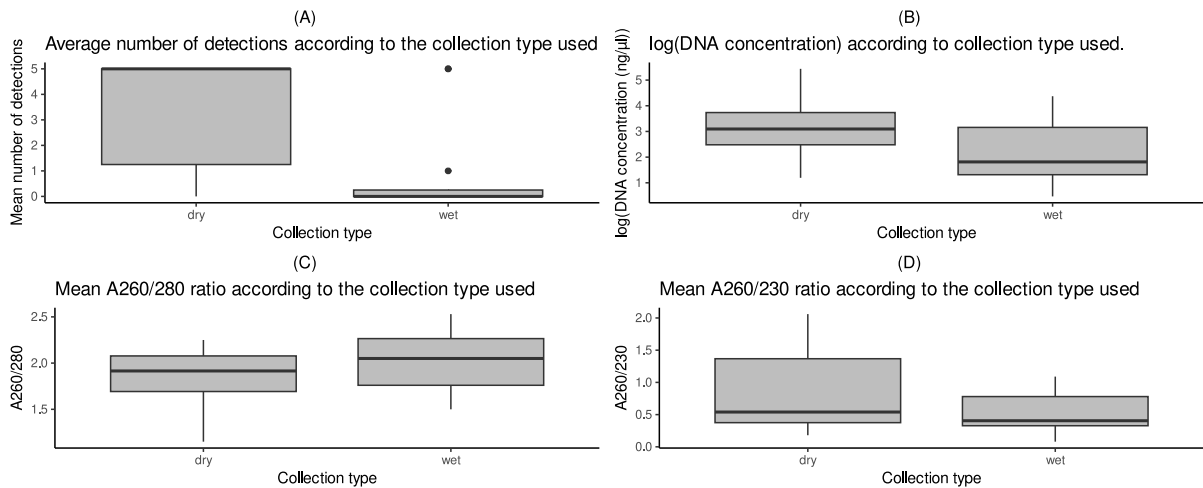 (A)
Average number of detections according to the collection type used
Mean number of detections
5
4
3
2
1
0
dry
wet
Collection type
(B)
log(DNA concentration) according to collection type used.
log(DNA concentration (ng/µl))
5
4
3
2
1
dry
wet
Collection type
(C)
Mean A260/280 ratio according to the collection type used
A260/280
2.5
2.0
1.5
dry
wet
Collection type
(D)
Mean A260/230 ratio according to the collection type used
A260/230
2.0
1.5
1.0
0.5
0.0
dry
wet
Collection type